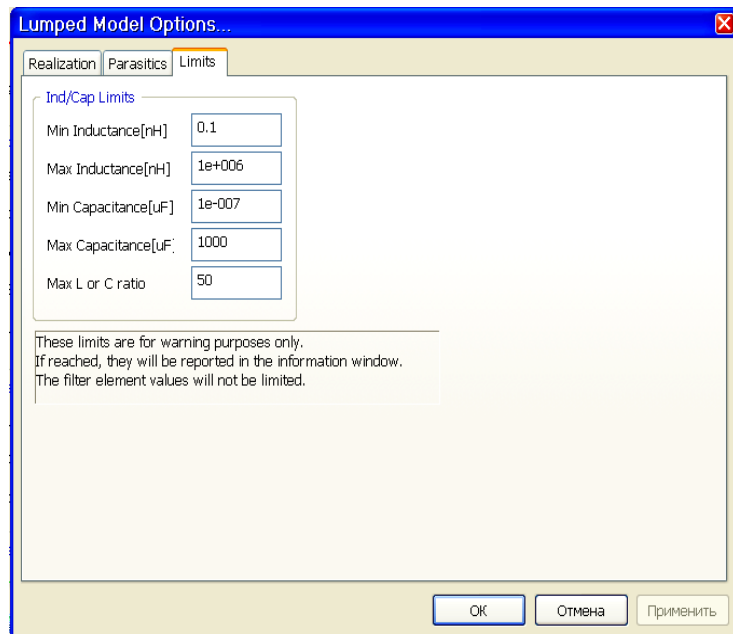 Lumped Model Options...
Realization Parasitics Limits
Ind/Cap Limits
Min Inductance[nH] 0.1
Max Inductance[nH] 1e+006
Min Capacitance[uF] 1e-007
Max Capacitance[uF] 1000
Max L or C ratio 50
These limits are for warning purposes only.
If reached, they will be reported in the information window.
The filter element values will not be limited.
ОК Отмена Применить